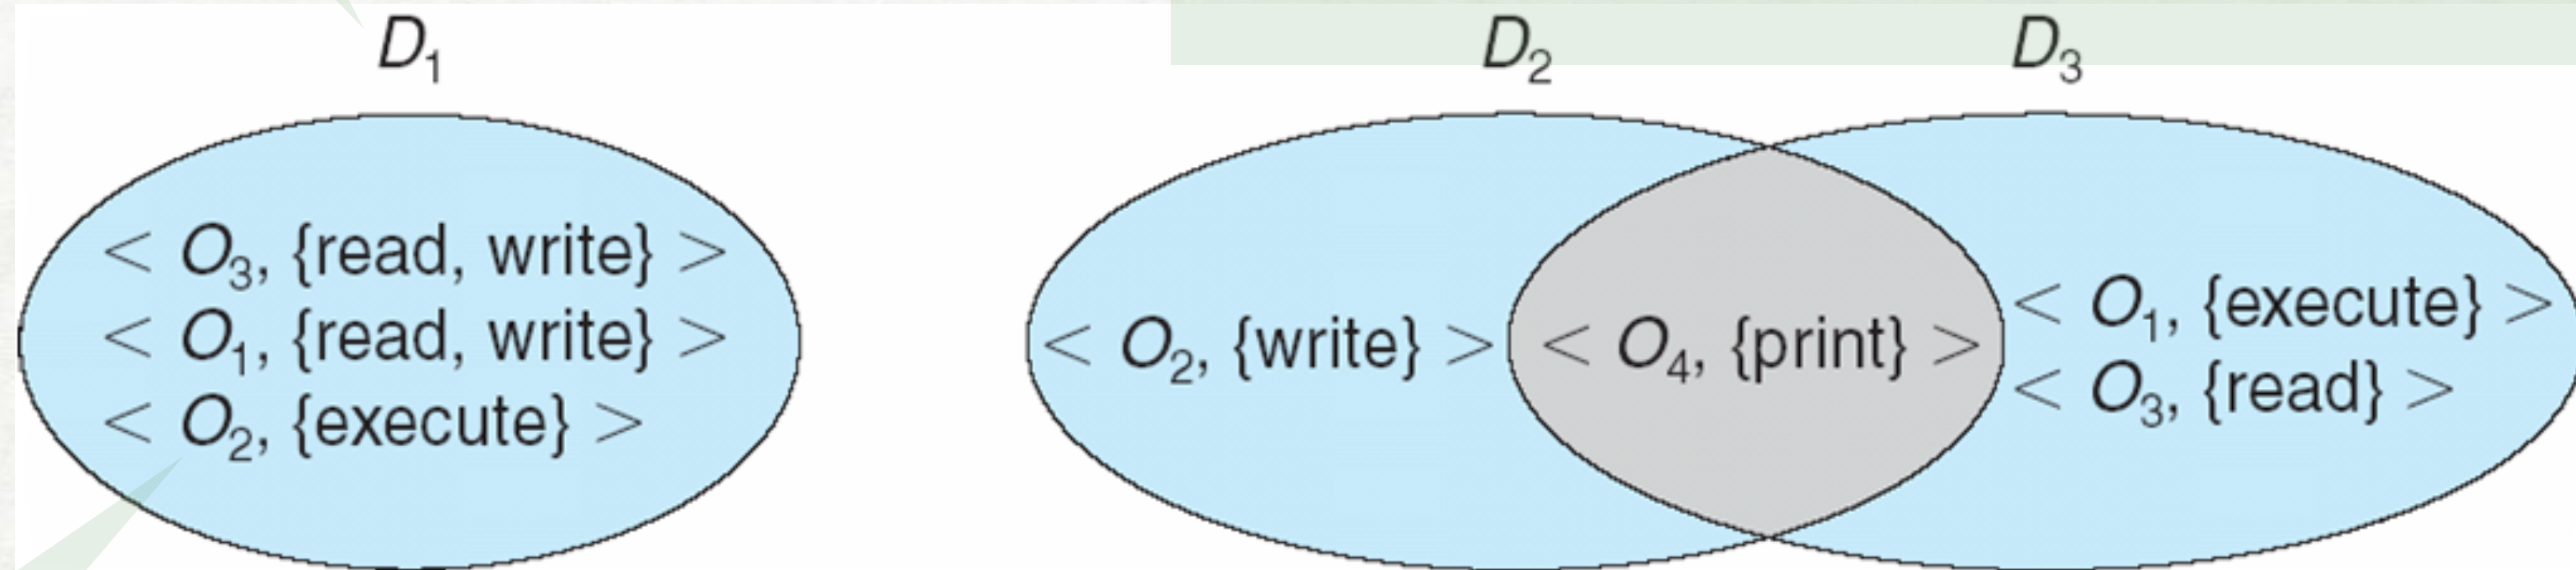 D₁
D₂
D₃
< O₃, {read, write} >
< O₁, {read, write} >
< O₂, {execute} >
< O₂, {write} >
< O₄, {print} >
< O₁, {execute} >
< O₃, {read} >